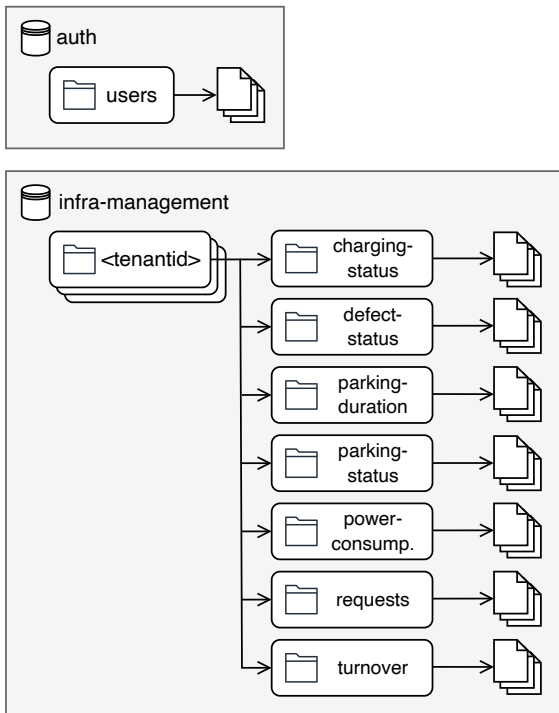 auth
users
infra-management
<tenantid>
charging-
status
defect-
status
parking-
duration
parking-
status
power-
consump.
requests
turnover